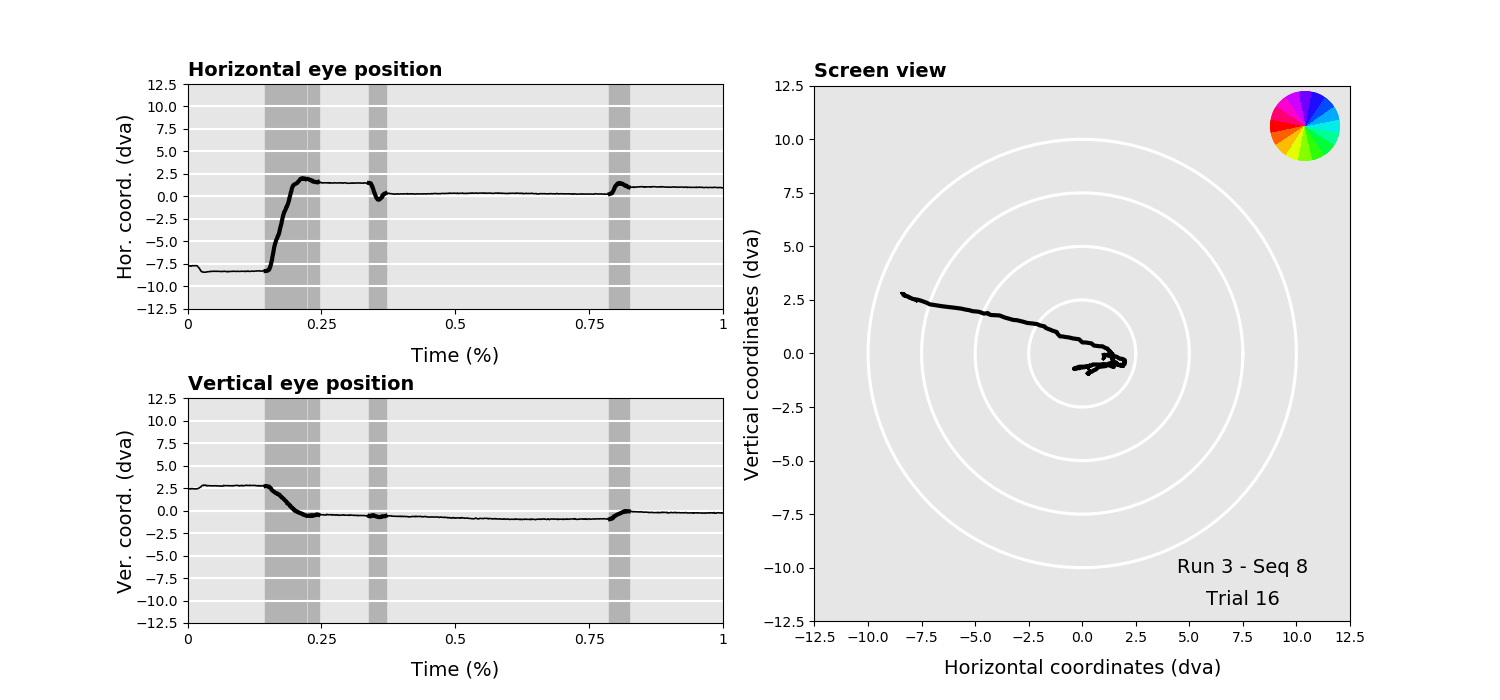 Horizontal eye position
Hor. coord. (dva)
12.5
10.0
7.5
5.0
2.5
0.0
−2.5
−5.0
−7.5
−10.0
−12.5
0 0.25 0.5 0.75 1
Time (%)
Vertical eye position
Ver. coord. (dva)
12.5
10.0
7.5
5.0
2.5
0.0
−2.5
−5.0
−7.5
−10.0
−12.5
0 0.25 0.5 0.75 1
Time (%)
Screen view
Vertical coordinates (dva)
12.5
10.0
7.5
5.0
2.5
0.0
−2.5
−5.0
−7.5
−10.0
−12.5
Run 3 - Seq 8
Trial 16
−12.5 −10.0 −7.5 −5.0 −2.5 0.0 2.5 5.0 7.5 10.0 12.5
Horizontal coordinates (dva)